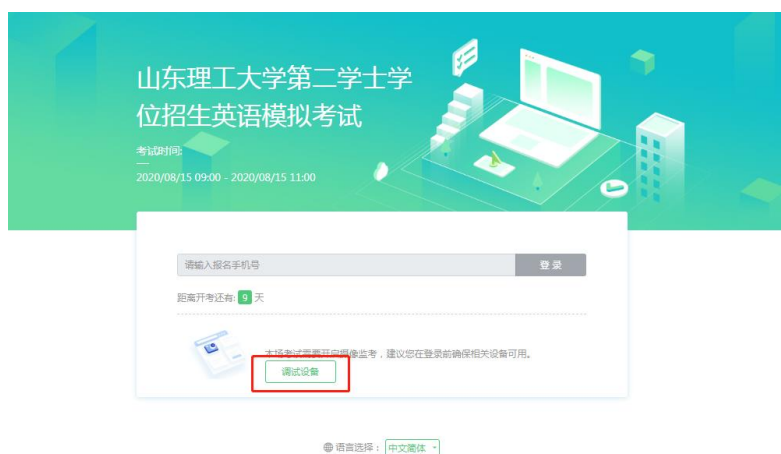 山东理工大学第二学士学
位招生英语模拟考试
考试时间:
2020/08/15 09:00 - 2020/08/15 11:00
请输入报名手机号
登 录
距离开考还有: 9 天
本场考试需要开启摄像监考，建议您在登录前确保相关设备可用。
调试设备
语言选择： 中文简体